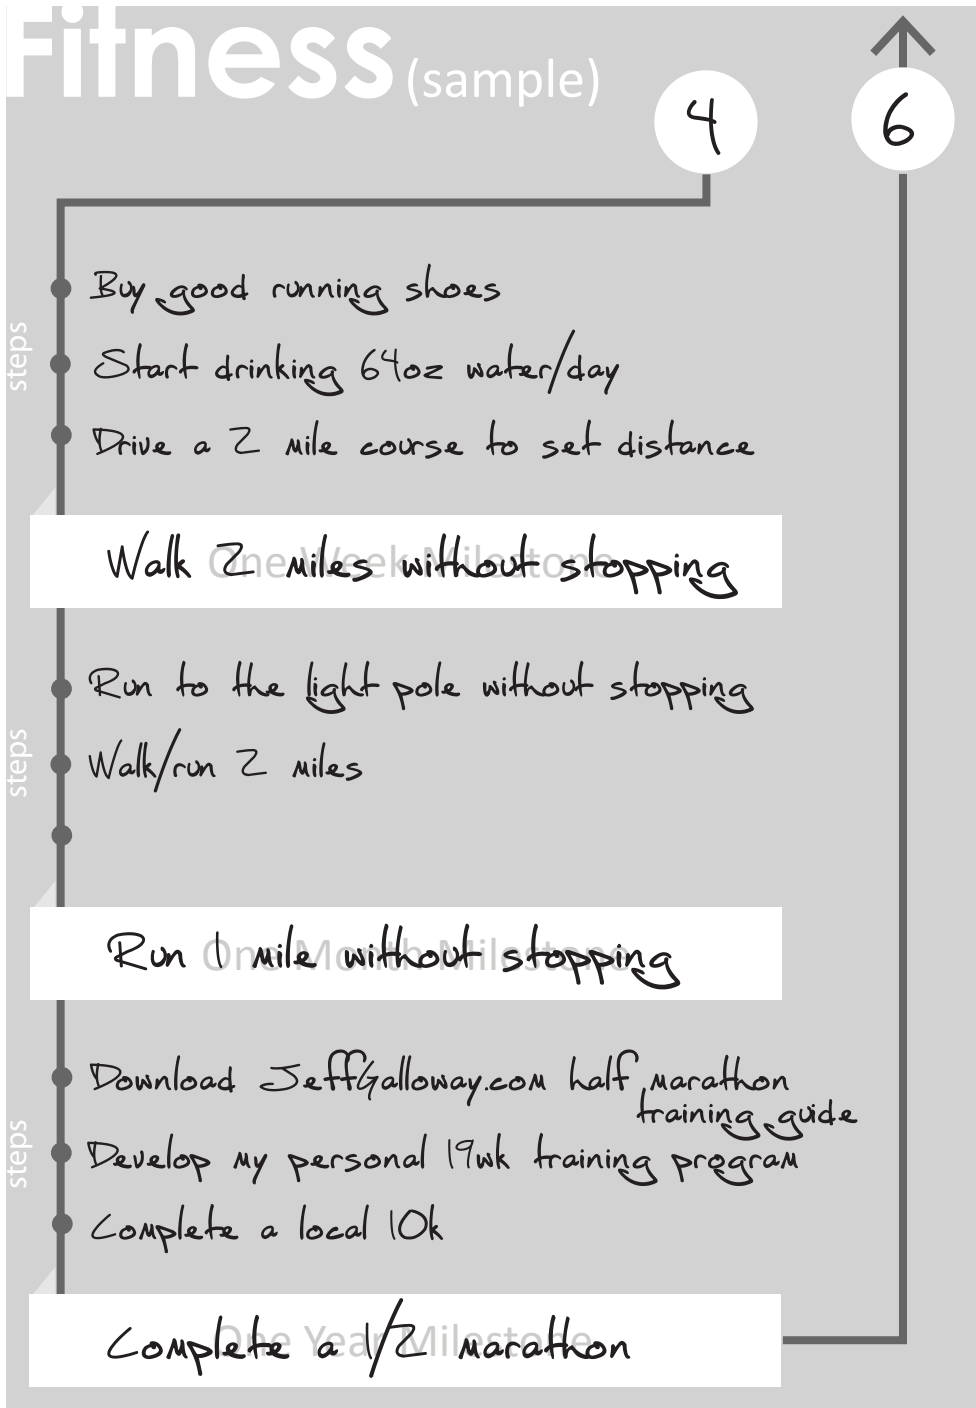 Fitness (sample)
4
6
steps
Buy good running shoes
Start drinking 64oz water/day
Drive a 2 mile course to set distance
One Week Milestone
Walk 2 miles without stopping
steps
Run to the light pole without stopping
Walk/run 2 miles
One Month Milestone
Run 1 mile without stopping
steps
Download JeffGalloway.com half marathon
training guide
Develop my personal 19wk training program
Complete a local 10k
One Year Milestone
Complete a 1/2 marathon